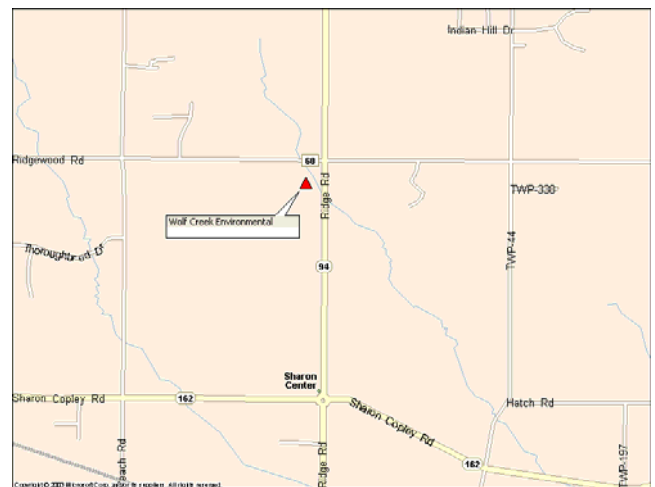 Indian Hill Dr
Ridgewood Rd
68
TWP-338
Ridge Rd
Wolf Creek Environmental
TWP-44
Thoroughbred Dr
94
Sharon
Center
Sharon Copley Rd
162
Sharon Copley Rd
Hatch Rd
162
Ridge Rd
TWP-197